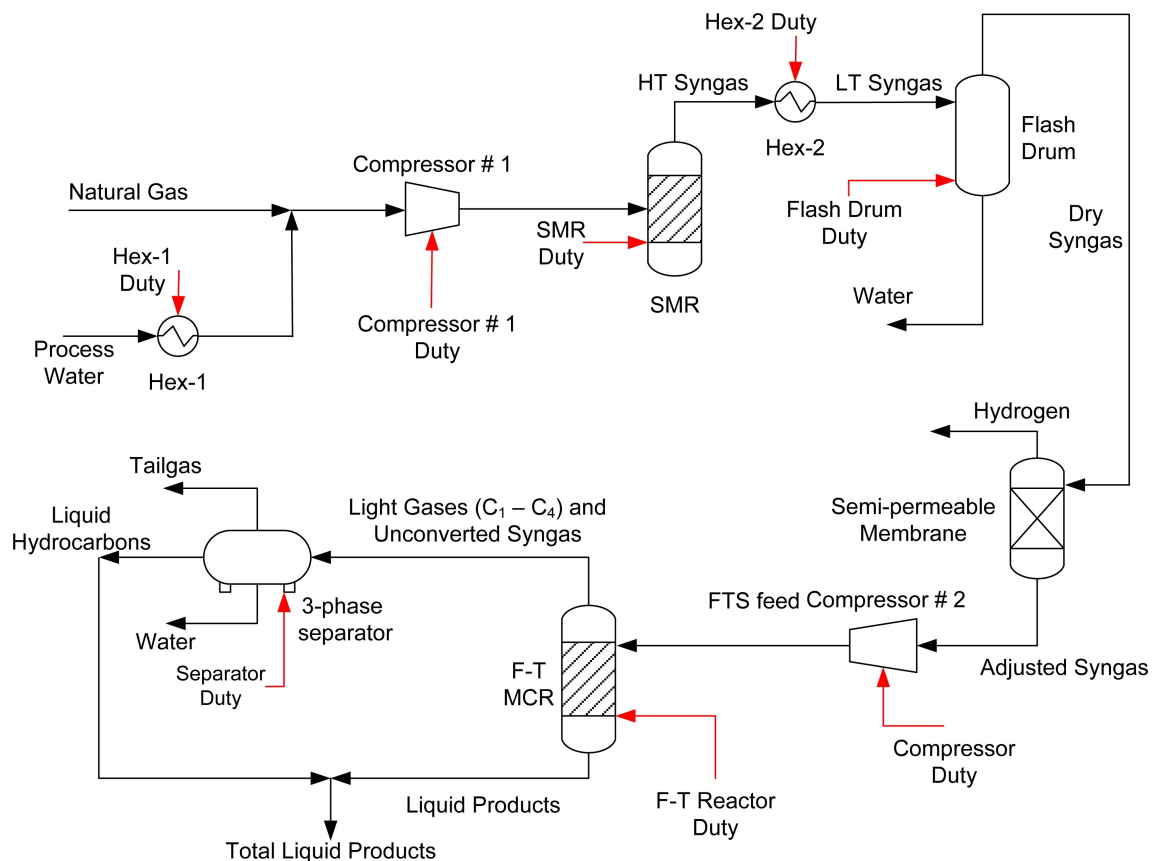 Hex-2 Duty
HT Syngas
LT Syngas
Hex-2
Flash
Drum
Compressor # 1
Natural Gas
SMR
Duty
Flash Drum
Duty
Dry
Syngas
Hex-1
Duty
SMR
Water
Compressor # 1
Duty
Process
Water
Hex-1
Hydrogen
Tailgas
Liquid
Hydrocarbons
Light Gases (C₁ – C₄) and
Unconverted Syngas
Semi-permeable
Membrane
3-phase
separator
Water
FTS feed
Compressor # 2
Separator
Duty
F-T
MCR
Adjusted Syngas
Compressor
Duty
Liquid Products
F-T Reactor
Duty
Total Liquid Products